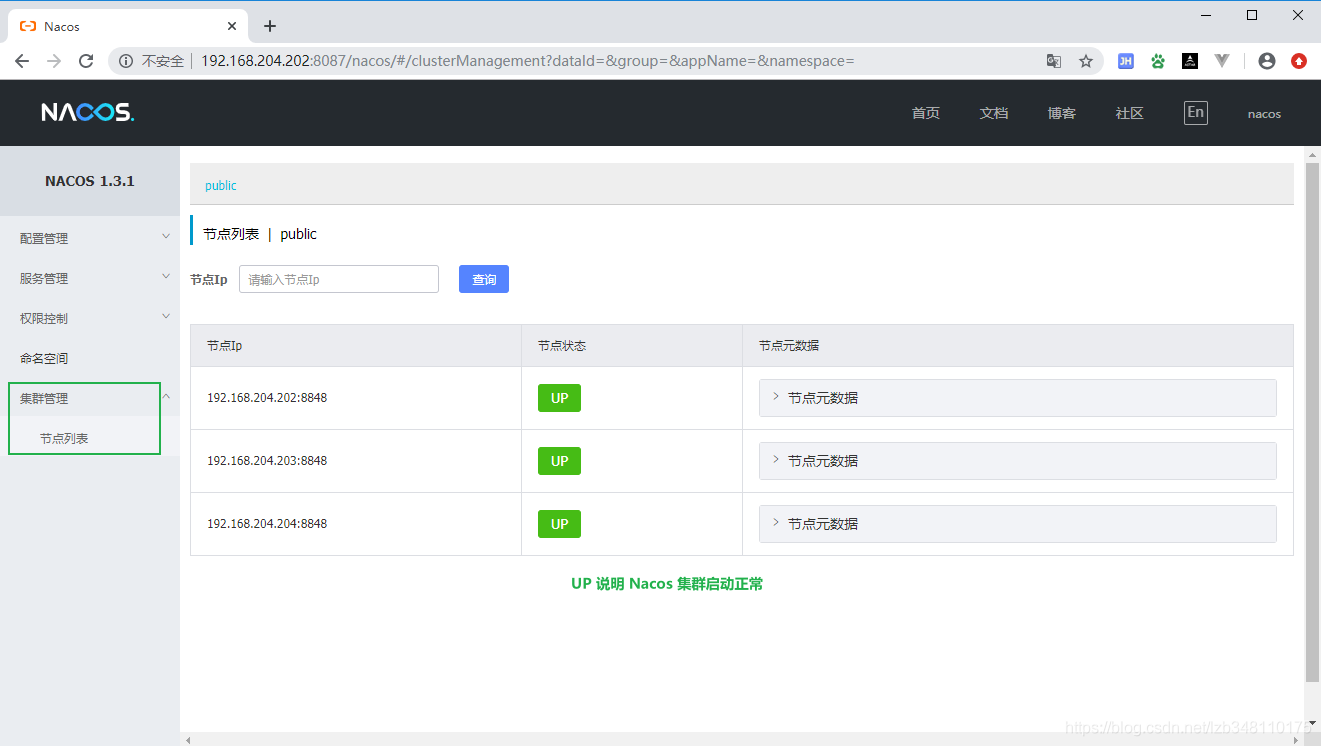 Nacos
不安全 192.168.204.202:8087/nacos/#/clusterManagement?dataId=&group=&appName=&namespace=
JH
NACOS.
首页 文档 博客 社区 En nacos
NACOS 1.3.1
配置管理
服务管理
权限控制
命名空间
集群管理
节点列表
public
节点列表 | public
节点Ip 请输入节点Ip 查询
节点Ip 节点状态 节点元数据
192.168.204.202:8848 UP 节点元数据
192.168.204.203:8848 UP 节点元数据
192.168.204.204:8848 UP 节点元数据
UP 说明 Nacos 集群启动正常